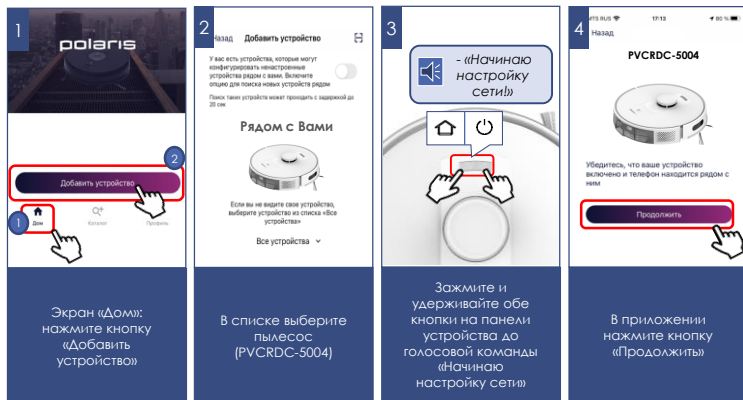 1
polaris
2
Добавить устройство
1
Дом
Каталог
Профиль
Экран «Дом»:
нажмите кнопку
«Добавить
устройство»
2
Назад
Добавить устройство
У вас есть устройства, которые могут
конфигурировать ненастроенные
устройства рядом с вами. Включите
опцию для поиска новых устройств рядом
Поиск таких устройств может проходить с задержкой до
20 сек
Рядом с Вами
Если вы не видите свое устройство,
выберите устройство из списка «Все
устройства»
Все устройства
В списке выберите
пылесос
(PVCRDC-5004)
3
- «Начинаю
настройку
сети!»
Зажмите и
удерживайте обе
кнопки на панели
устройства до
голосовой команды
«Начинаю
настройку сети»
4
MTS RUS 17:13 80 %
Назад
PVCRDC-5004
Убедитесь, что ваше устройство
включено и телефон находится рядом с
ним
Продолжить
В приложении
нажмите кнопку
«Продолжить»